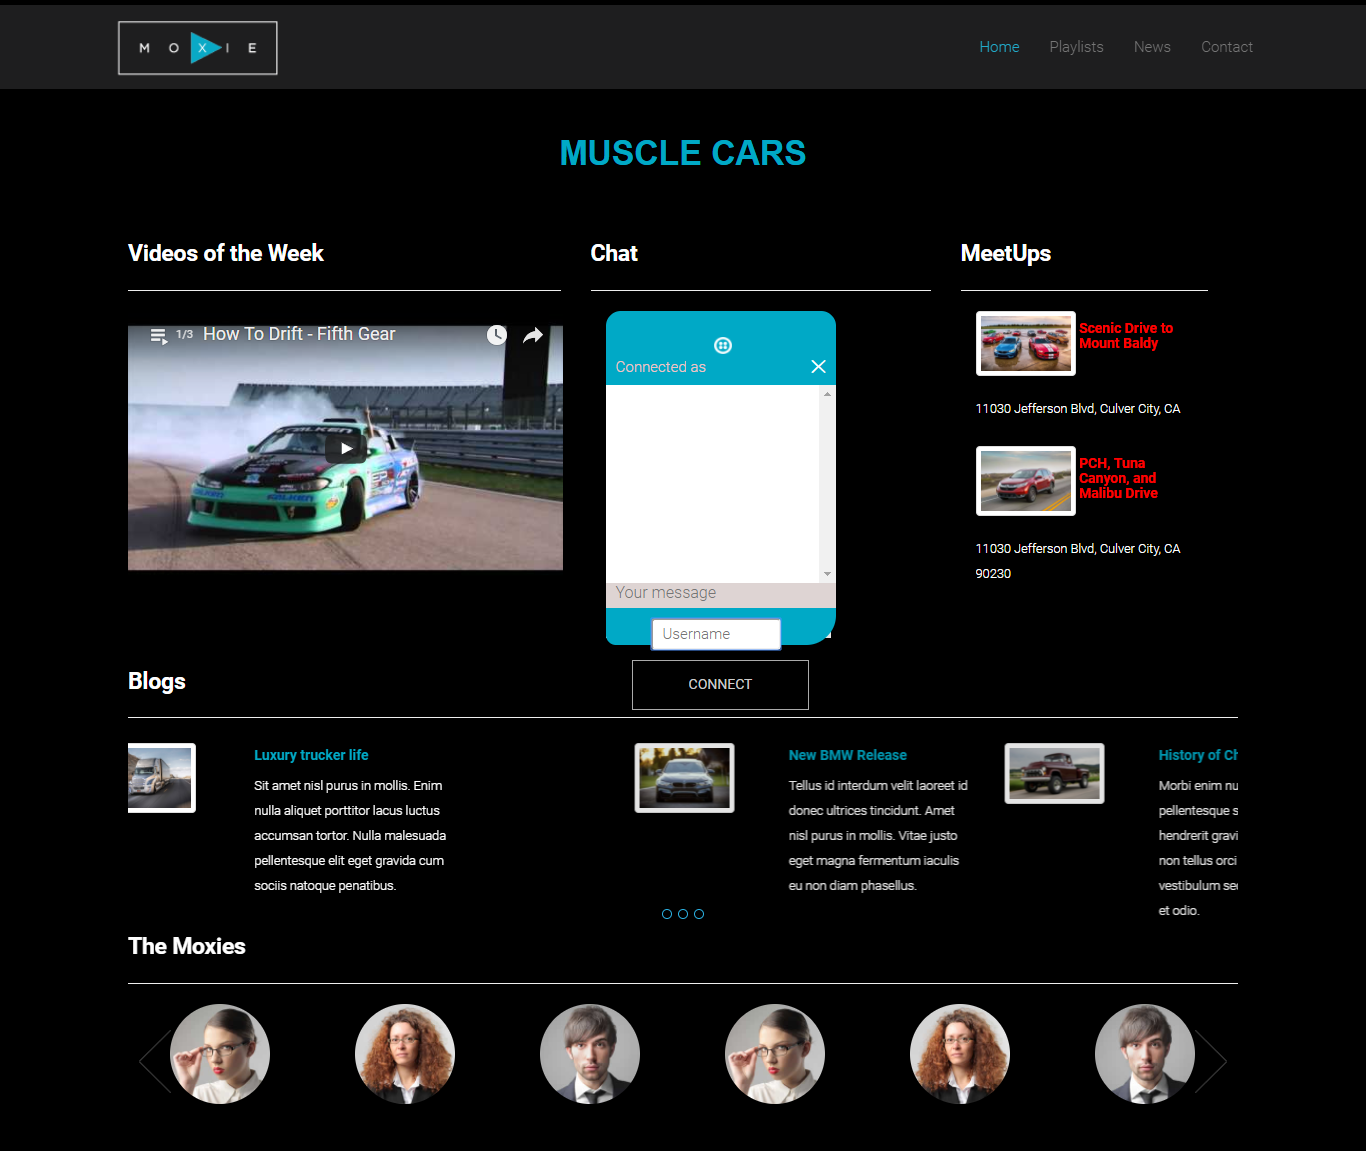 MOXIE
Home Playlists News Contact
MUSCLE CARS
Videos of the Week
1/3 How To Drift - Fifth Gear
FALKEN
FALKEN
FALKEN
Chat
Connected as
Your message
Username
CONNECT
MeetUps
Scenic Drive to
Mount Baldy
11030 Jefferson Blvd, Culver City, CA
PCH, Tuna
Canyon, and
Malibu Drive
11030 Jefferson Blvd, Culver City, CA
90230
Blogs
Luxury trucker life
Sit amet nisl purus in mollis. Enim
nulla aliquet porttitor lacus luctus
accumsan tortor. Nulla malesuada
pellentesque elit eget gravida cum
sociis natoque penatibus.
New BMW Release
Tellus id interdum velit laoreet id
donec ultrices tincidunt. Amet
nisl purus in mollis. Vitae justo
eget magna fermentum iaculis
eu non diam phasellus.
History of Ch
Morbi enim nu
pellentesque s
hendrerit gravi
non tellus orci
vestibulum sec
et odio.
The Moxies